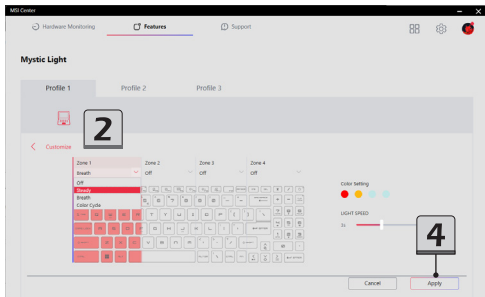 MSI Center
Hardware Monitoring
Features
Support
Mystic Light
Profile 1
Profile 2
Profile 3
2
Customize
Zone 1
Zone 2
Zone 3
Zone 4
Breath
Off
Off
Off
Off
Steady
Breath
Color Cycle
Color Setting
LIGHT SPEED
3s
4
Cancel
Apply